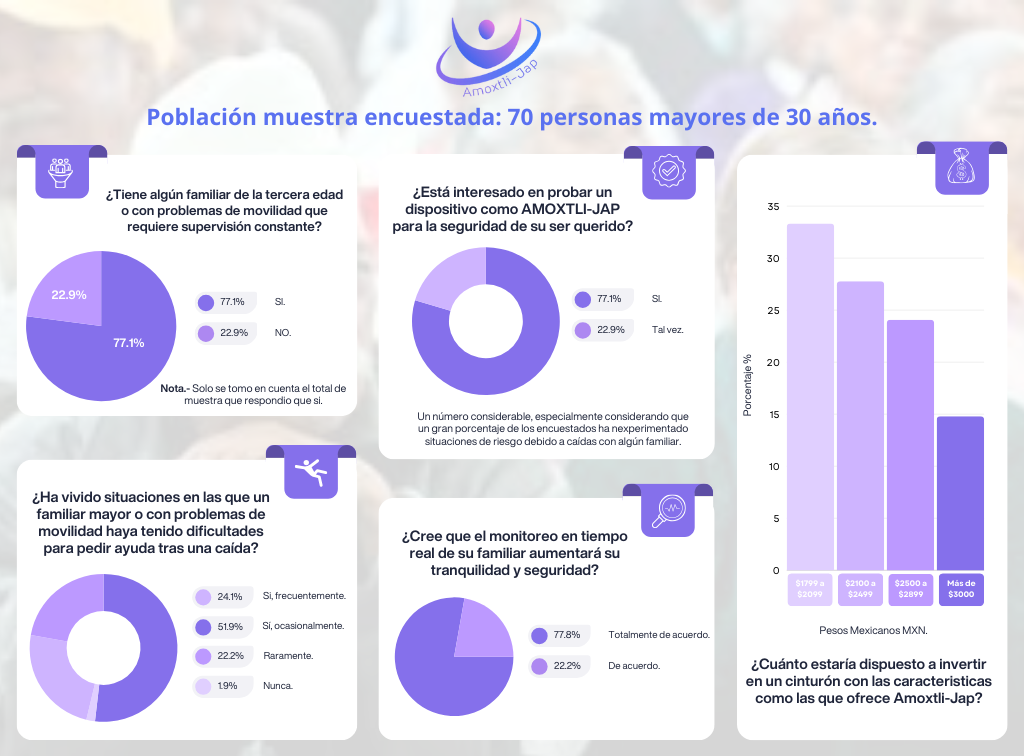 Amoxtli-Jap
Población muestra encuestada: 70 personas mayores de 30 años.
¿Tiene algún familiar de la tercera edad
o con problemas de movilidad que
requiere supervisión constante?
22.9%
77.1%
77.1% SI.
22.9% NO.
Nota.- Solo se tomo en cuenta el total de
muestra que respondio que si.
¿Está interesado en probar un
dispositivo como AMOXTLI-JAP
para la seguridad de su ser querido?
77.1% SI.
22.9% Tal vez.
Un número considerable, especialmente considerando que
un gran porcentaje de los encuestados ha nexperimentado
situaciones de riesgo debido a caídas con algún familiar.
¿Ha vivido situaciones en las que un
familiar mayor o con problemas de
movilidad haya tenido dificultades
para pedir ayuda tras una caída?
24.1% Si, frecuentemente.
51.9% Sí, ocasionalmente.
22.2% Raramente.
1.9% Nunca.
¿Cree que el monitoreo en tiempo
real de su familiar aumentará su
tranquilidad y seguridad?
77.8% Totalmente de acuerdo.
22.2% De acuerdo.
35
30
25
20
15
10
5
0
Porcentaje %
$1799 a
$2099
$2100 a
$2499
$2500 a
$2899
Más de
$3000
Pesos Mexicanos MXN.
¿Cuánto estaría dispuesto a invertir
en un cinturón con las caracteristicas
como las que ofrece Amoxtli-Jap?